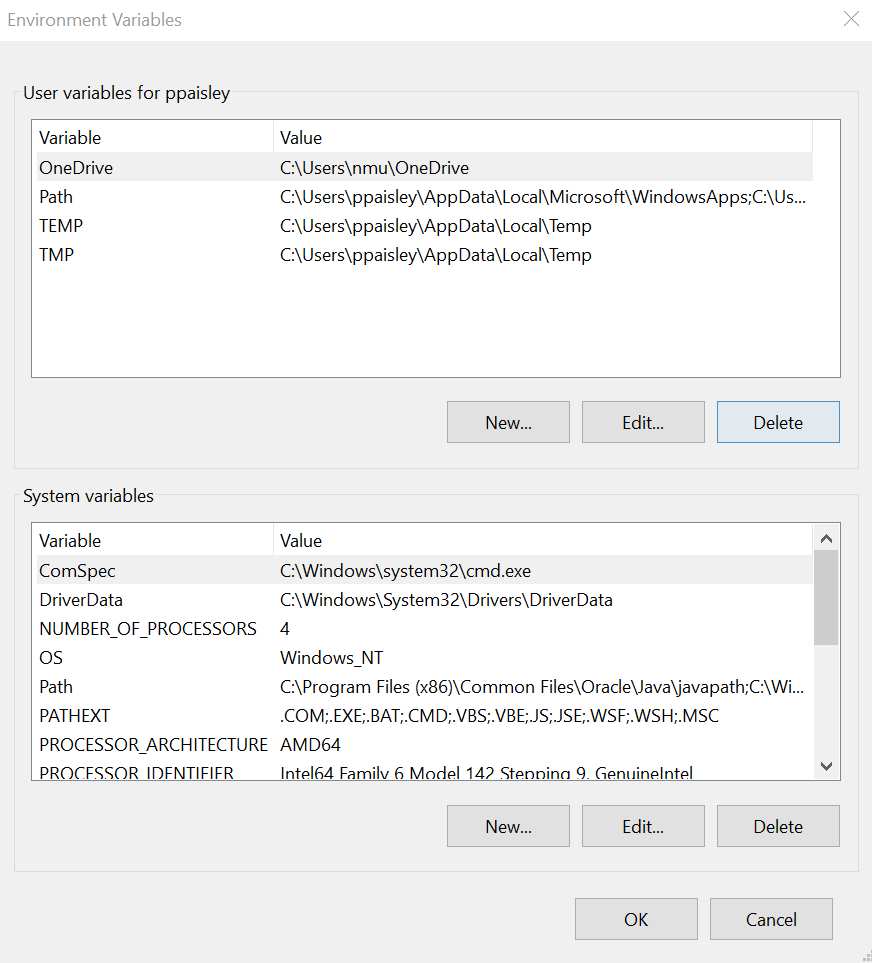 Environment Variables
User variables for ppaisley
Variable Value
OneDrive C:\Users\nmu\OneDrive
Path C:\Users\ppaisley\AppData\Local\Microsoft\WindowsApps;C:\Us...
TEMP C:\Users\ppaisley\AppData\Local\Temp
TMP C:\Users\ppaisley\AppData\Local\Temp
New... Edit... Delete
System variables
Variable Value
ComSpec C:\Windows\system32\cmd.exe
DriverData C:\Windows\System32\Drivers\DriverData
NUMBER_OF_PROCESSORS 4
OS Windows_NT
Path C:\Program Files (x86)\Common Files\Oracle\Java\javapath;C:\Wi...
PATHEXT .COM;.EXE;.BAT;.CMD;.VBS;.VBE;.JS;.JSE;.WSF;.WSH;.MSC
PROCESSOR_ARCHITECTURE AMD64
PROCESSOR_IDENTIFIER Intel64 Family 6 Model 142 Stepping 9, GenuineIntel
New... Edit... Delete
OK Cancel